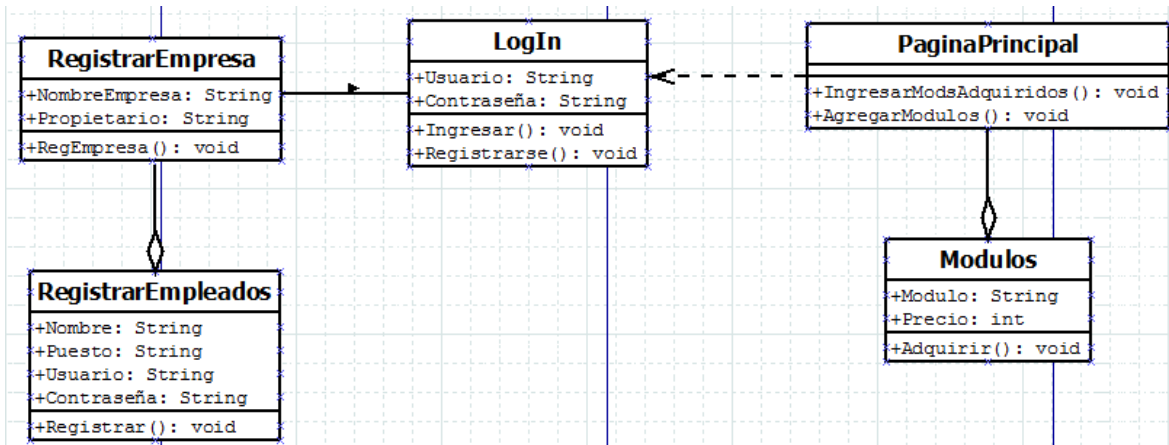 RegistrarEmpresa
+NombreEmpresa: String
+Propietario: String
+RegEmpresa(): void
LogIn
+Usuario: String
+Contraseña: String
+Ingresar(): void
+Registrarse(): void
PaginaPrincipal
+IngresarModsAdquiridos(): void
+AgregarModulos(): void
RegistrarEmpleados
+Nombre: String
+Puesto: String
+Usuario: String
+Contraseña: String
+Registrar(): void
Modulos
+Modulo: String
+Precio: int
+Adquirir(): void